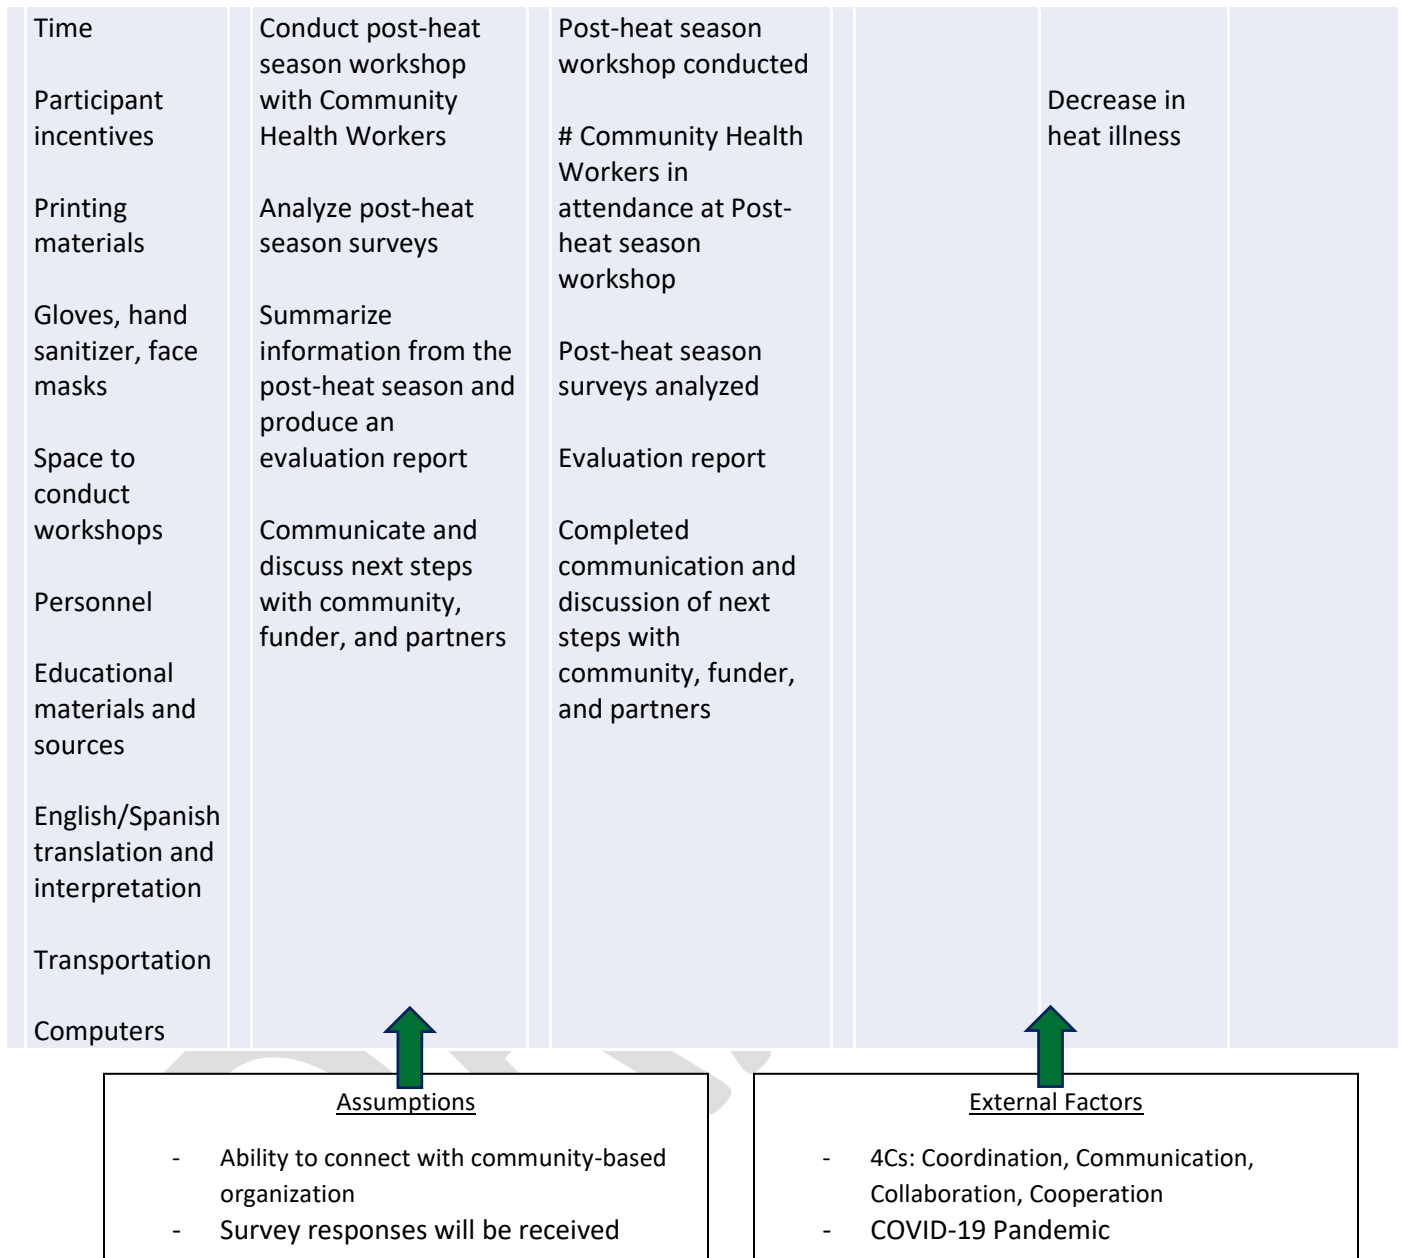 Time
Participant
incentives
Printing
materials
Gloves, hand
sanitizer, face
masks
Space to
conduct
workshops
Personnel
Educational
materials and
sources
English/Spanish
translation and
interpretation
Transportation
Computers
Conduct post-heat
season workshop
with Community
Health Workers
Analyze post-heat
season surveys
Summarize
information from the
post-heat season and
produce an
evaluation report
Communicate and
discuss next steps
with community,
funder, and partners
Post-heat season
workshop conducted
# Community Health
Workers in
attendance at Post-
heat season
workshop
Post-heat season
surveys analyzed
Evaluation report
Completed
communication and
discussion of next
steps with
community, funder,
and partners
Decrease in
heat illness
Assumptions
- Ability to connect with community-based
organization
- Survey responses will be received
External Factors
- 4Cs: Coordination, Communication,
Collaboration, Cooperation
- COVID-19 Pandemic